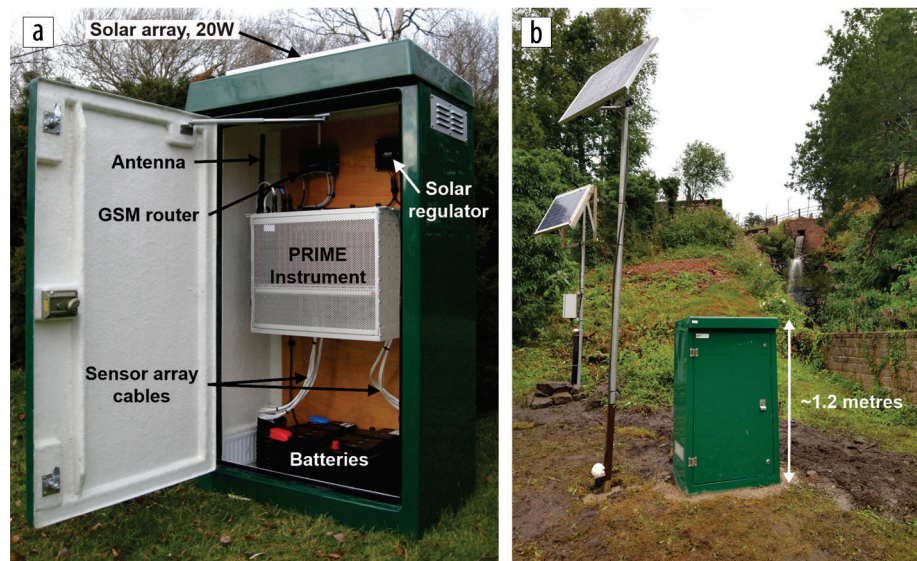 a
Solar array, 20W
Antenna
GSM router
Solar
regulator
PRIME
Instrument
Sensor array
cables
Batteries
b
~1.2 metres